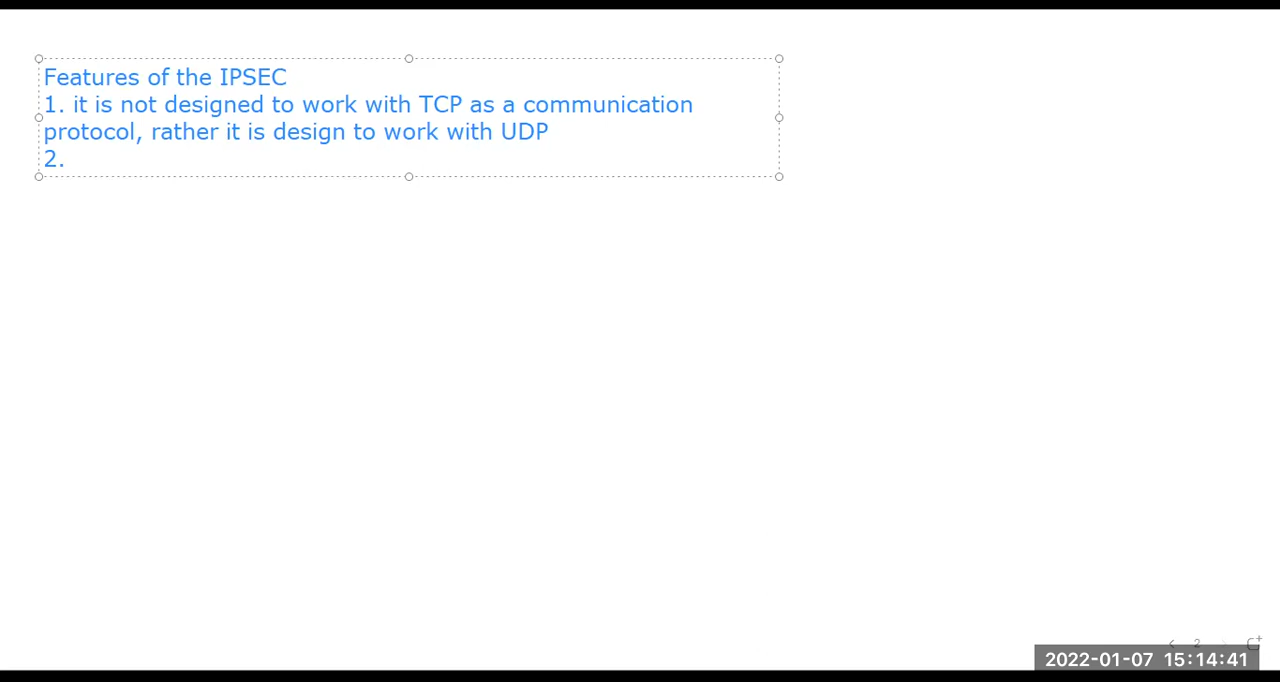 Features of the IPSEC
1. it is not designed to work with TCP as a communication
protocol, rather it is design to work with UDP
2.
2
2022-01-07 15:14:41